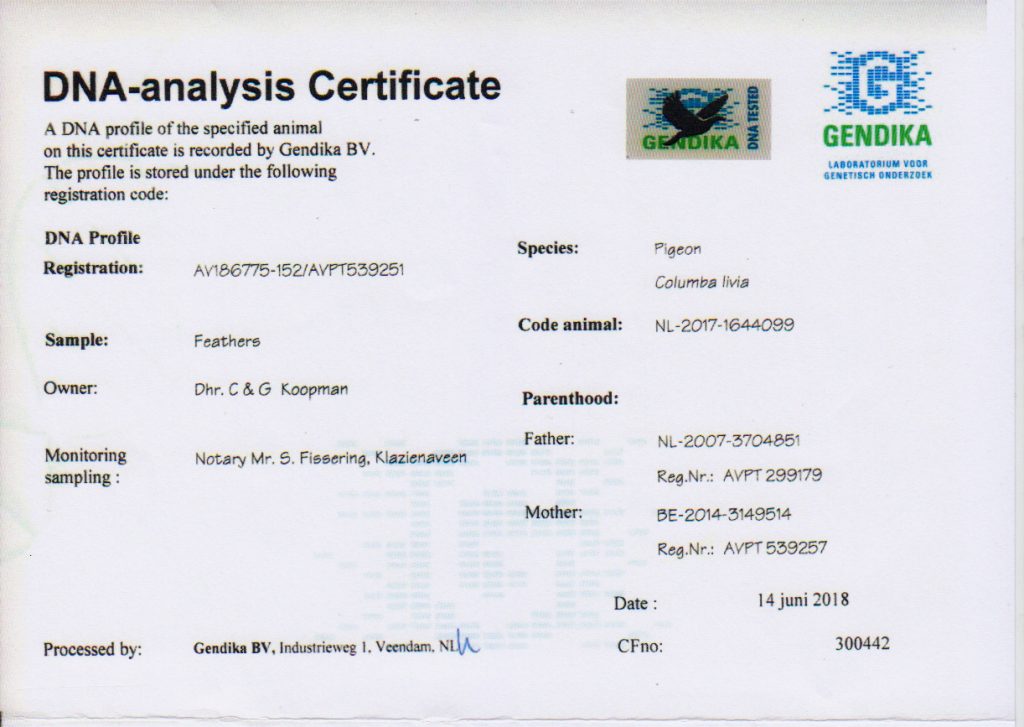 DNA-analysis Certificate
A DNA profile of the specified animal
on this certificate is recorded by Gendika BV.
The profile is stored under the following
registration code:
GENDIKA
DNA TESTED
G
GENDIKA
LABORATORIUM VOOR
GENETISCH ONDERZOEK
DNA Profile
Registration: AV186775-152/AVPT539251
Sample: Feathers
Owner: Dhr. C & G Koopman
Monitoring
sampling : Notary Mr. S. Fissering, Klazienaveen
Species: Pigeon
Columba livia
Code animal: NL-2017-1644099
Parenthood:
Father: NL-2007-3704851
Reg.Nr.: AVPT 299179
Mother: BE-2014-3149514
Reg.Nr.: AVPT 539257
Date : 14 juni 2018
Processed by: Gendika BV, Industrieweg 1, Veendam, NL
CFno: 300442